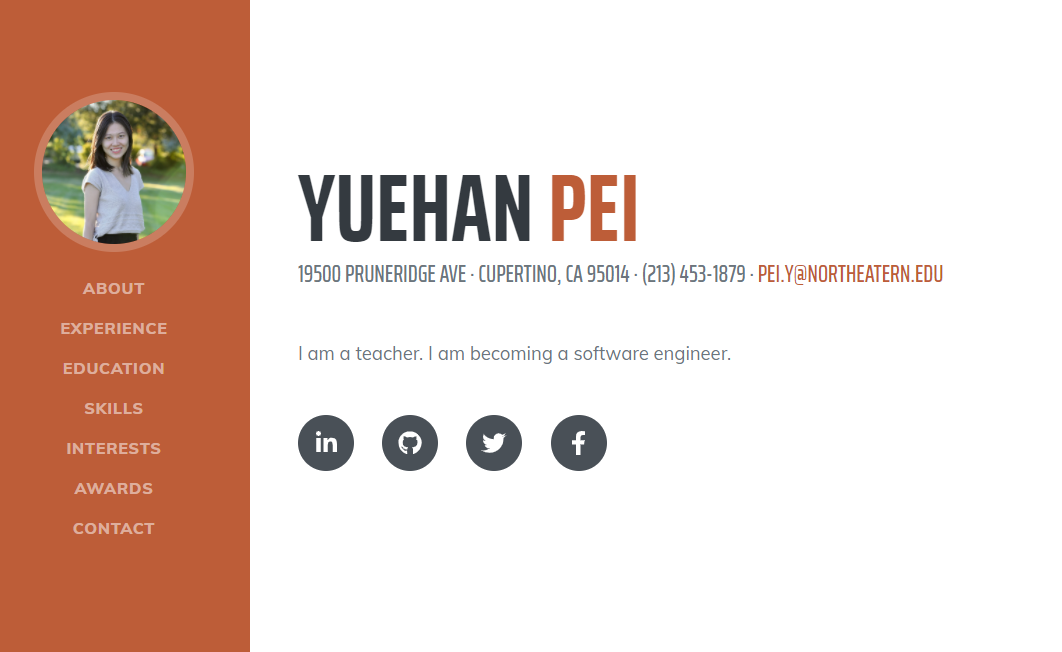 ABOUT
EXPERIENCE
EDUCATION
SKILLS
INTERESTS
AWARDS
CONTACT
YUEHAN PEI
19500 PRUNERIDGE AVE · CUPERTINO, CA 95014 · (213) 453-1879 · PEI.Y@NORTHEATERN.EDU
I am a teacher. I am becoming a software engineer.
in